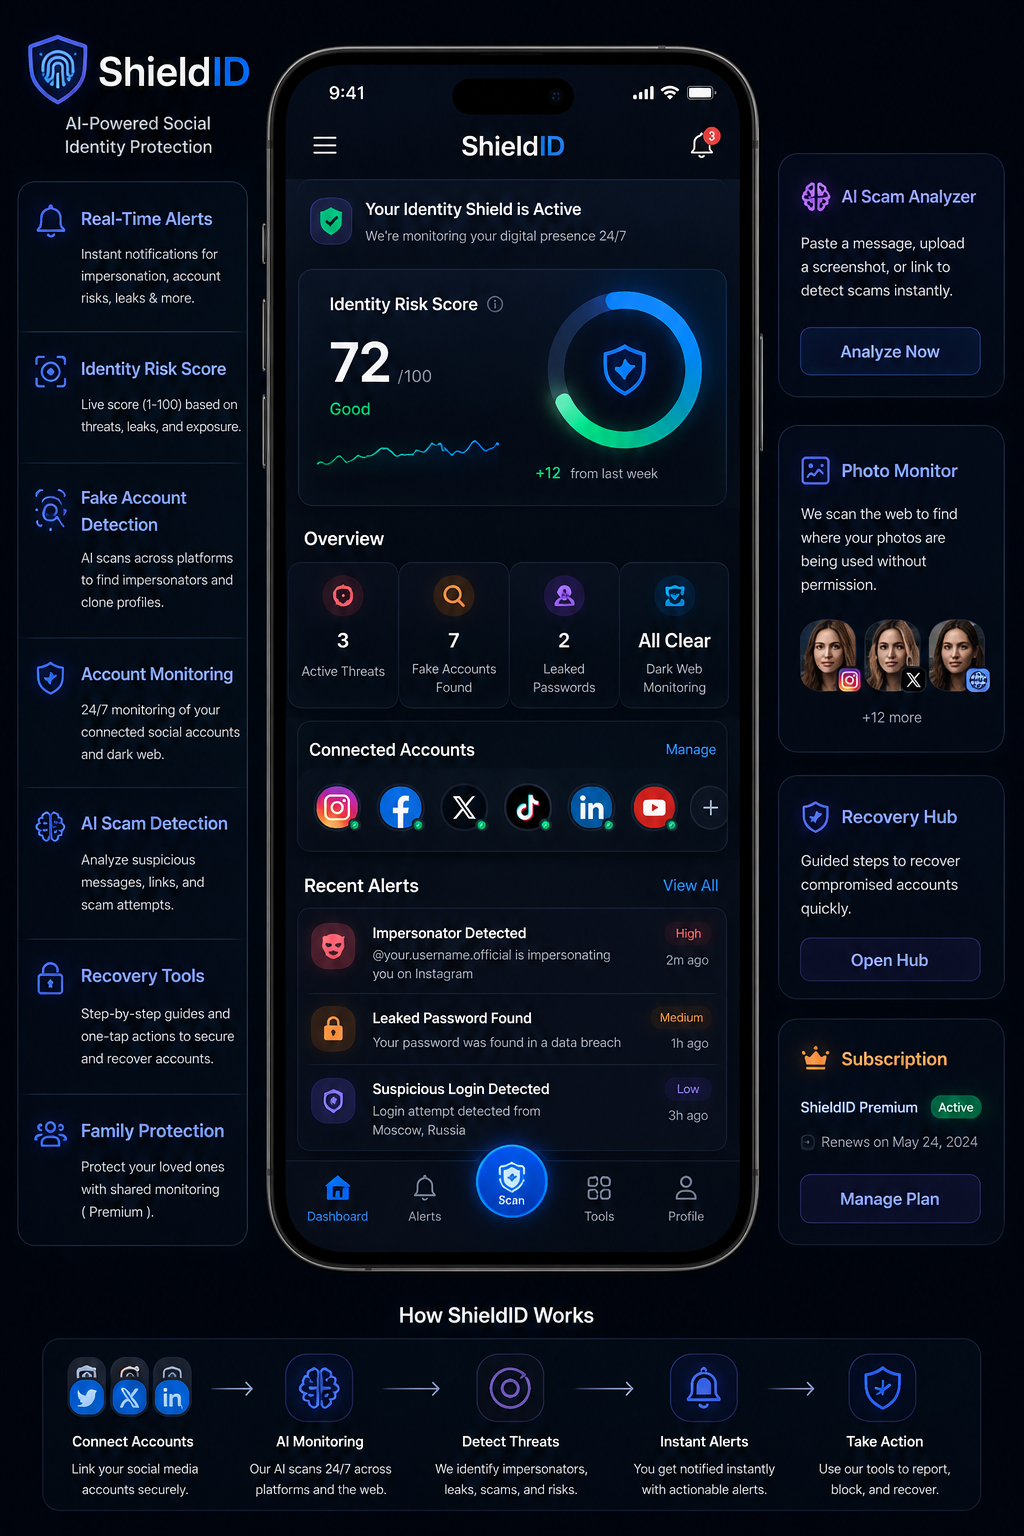 ShieldID
AI-Powered Social
Identity Protection
Real-Time Alerts
Instant notifications for
impersonation, account
risks, leaks & more.
Identity Risk Score
Live score (1-100) based on
threats, leaks, and exposure.
Fake Account
Detection
AI scans across platforms
to find impersonators and
clone profiles.
Account Monitoring
24/7 monitoring of your
connected social accounts
and dark web.
AI Scam Detection
Analyze suspicious
messages, links, and
scam attempts.
Recovery Tools
Step-by-step guides and
one-tap actions to secure
and recover accounts.
Family Protection
Protect your loved ones
with shared monitoring
( Premium ).
9:41
ShieldID
3
Your Identity Shield is Active
We're monitoring your digital presence 24/7
Identity Risk Score
72 /100
Good
+12 from last week
Overview
3
Active Threats
7
Fake Accounts
Found
2
Leaked
Passwords
All Clear
Dark Web
Monitoring
Connected Accounts
Manage
Recent Alerts
View All
Impersonator Detected
High
@your.username.official is impersonating
you on Instagram
2m ago
Leaked Password Found
Medium
Your password was found in a data breach
1h ago
Suspicious Login Detected
Low
Login attempt detected from
Moscow, Russia
3h ago
Dashboard
Alerts
Scan
Tools
Profile
AI Scam Analyzer
Paste a message, upload
a screenshot, or link to
detect scams instantly.
Analyze Now
Photo Monitor
We scan the web to find
where your photos are
being used without
permission.
+12 more
Recovery Hub
Guided steps to recover
compromised accounts
quickly.
Open Hub
Subscription
ShieldID Premium
Active
Renews on May 24, 2024
Manage Plan
How ShieldID Works
Connect Accounts
Link your social media
accounts securely.
AI Monitoring
Our AI scans 24/7 across
platforms and the web.
Detect Threats
We identify impersonators,
leaks, scams, and risks.
Instant Alerts
You get notified instantly
with actionable alerts.
Take Action
Use our tools to report,
block, and recover.